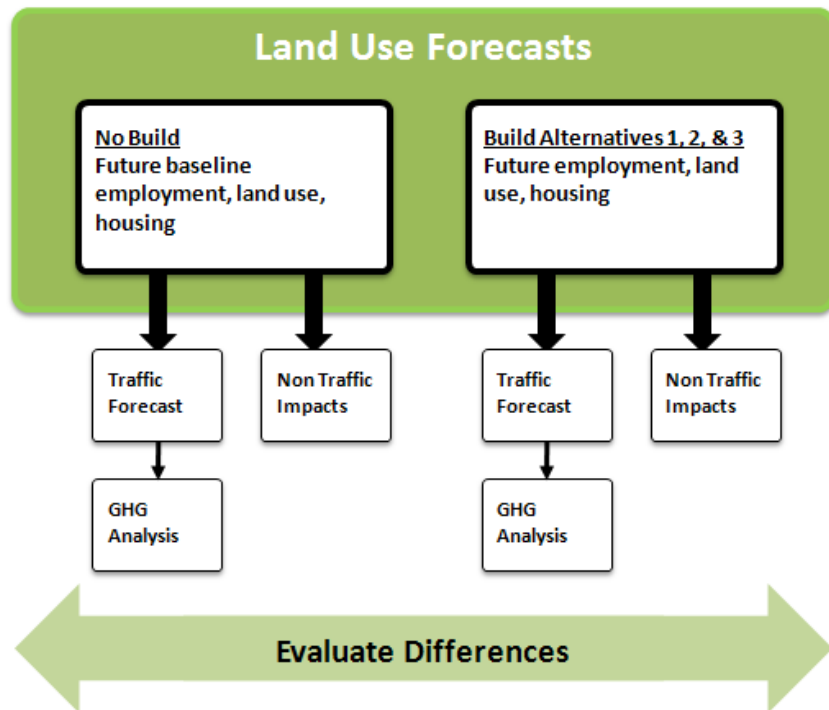 Land Use Forecasts
No Build
Future baseline
employment, land use,
housing
Build Alternatives 1, 2, & 3
Future employment, land
use, housing
Traffic
Forecast
Non Traffic
Impacts
Traffic
Forecast
Non Traffic
Impacts
GHG
Analysis
GHG
Analysis
Evaluate Differences